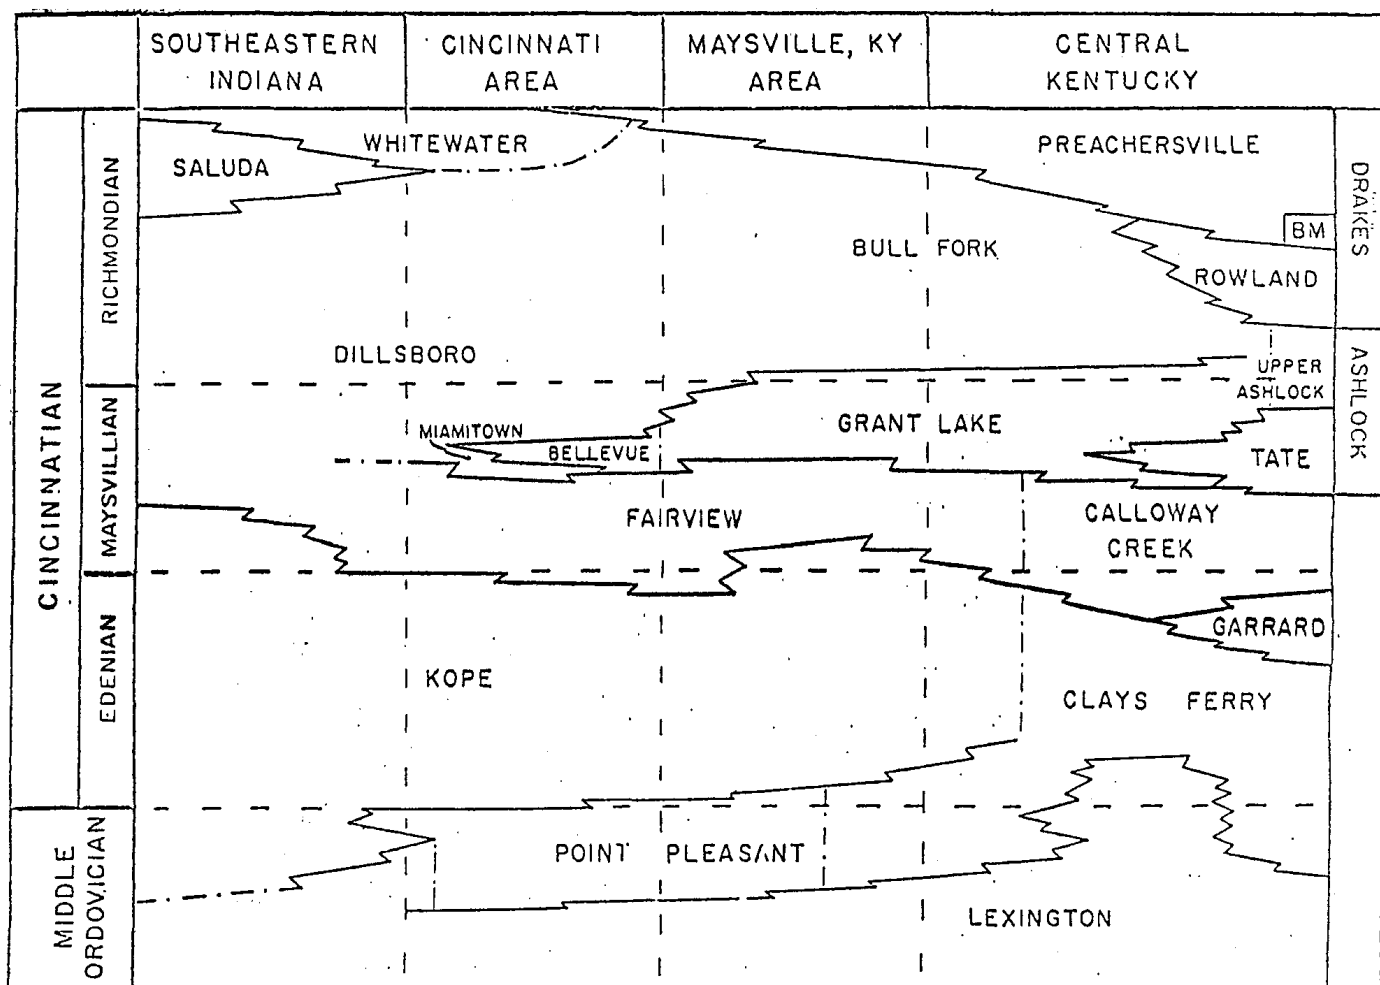 SOUTHEASTERN
INDIANA
CINCINNATI
AREA
MAYSVILLE, KY
AREA
CENTRAL
KENTUCKY
CINCINNATIAN
RICHMONDIAN
MAYSVILLIAN
EDENIAN
MIDDLE
ORDOVICIAN
WHITEWATER
SALUDA
PREACHERSVILLE
BM
BULL FORK
ROWLAND
DRAKES
DILLSBORO
UPPER
ASHLOCK
ASHLOCK
MIAMITOWN
BELLEVUE
GRANT LAKE
TATE
FAIRVIEW
CALLOWAY
CREEK
GARRARD
KOPE
CLAYS FERRY
POINT PLEASANT
LEXINGTON